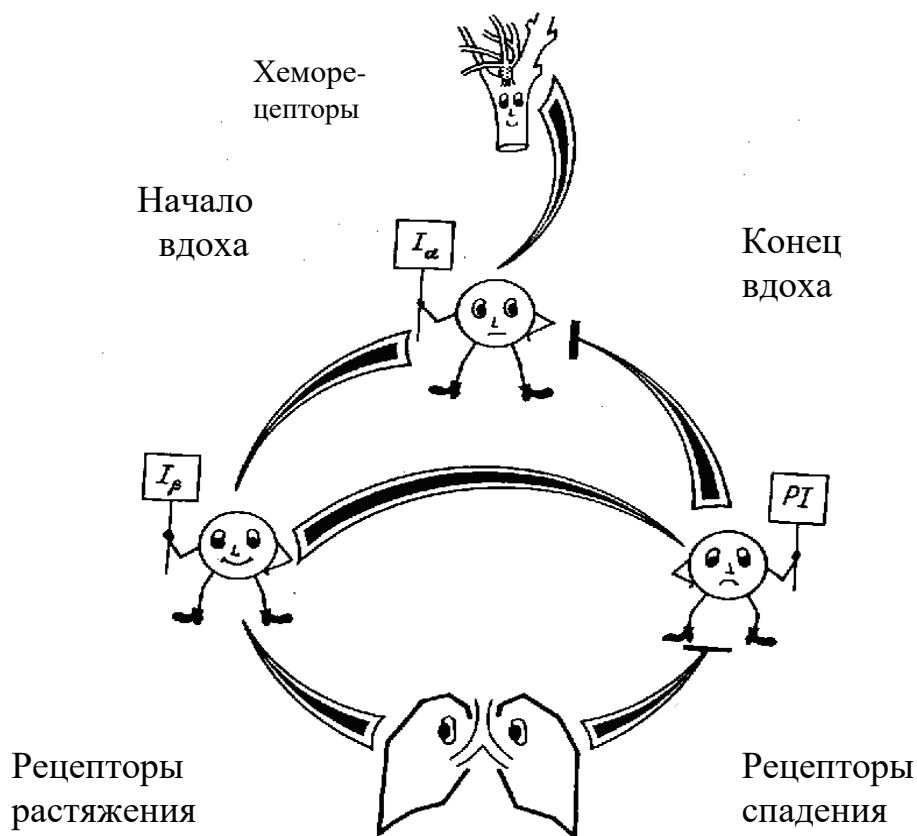 Хеморе-
цепторы
Начало
вдоха
Iα
Конец
вдоха
Iβ
PI
Рецепторы
растяжения
Рецепторы
спадения